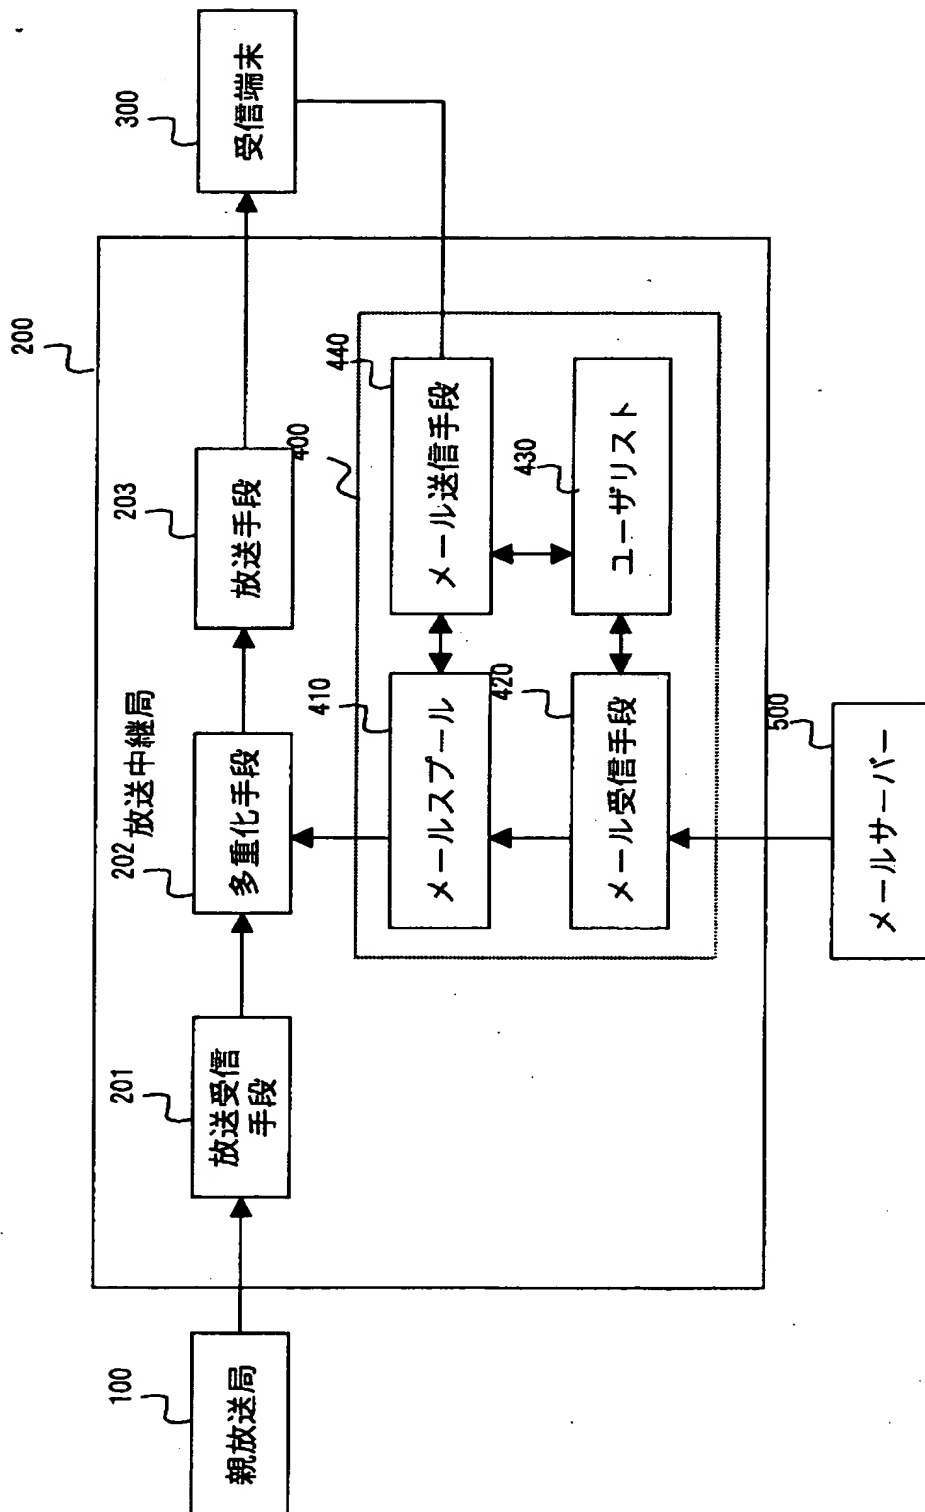 200
放送中継局
100
親放送局
201
放送受信
手段
202
多重化手段
203
放送手段
300
受信端末
400
410
メールスプール
440
メール送信手段
420
メール受信手段
430
ユーザリスト
500
メールサーバー